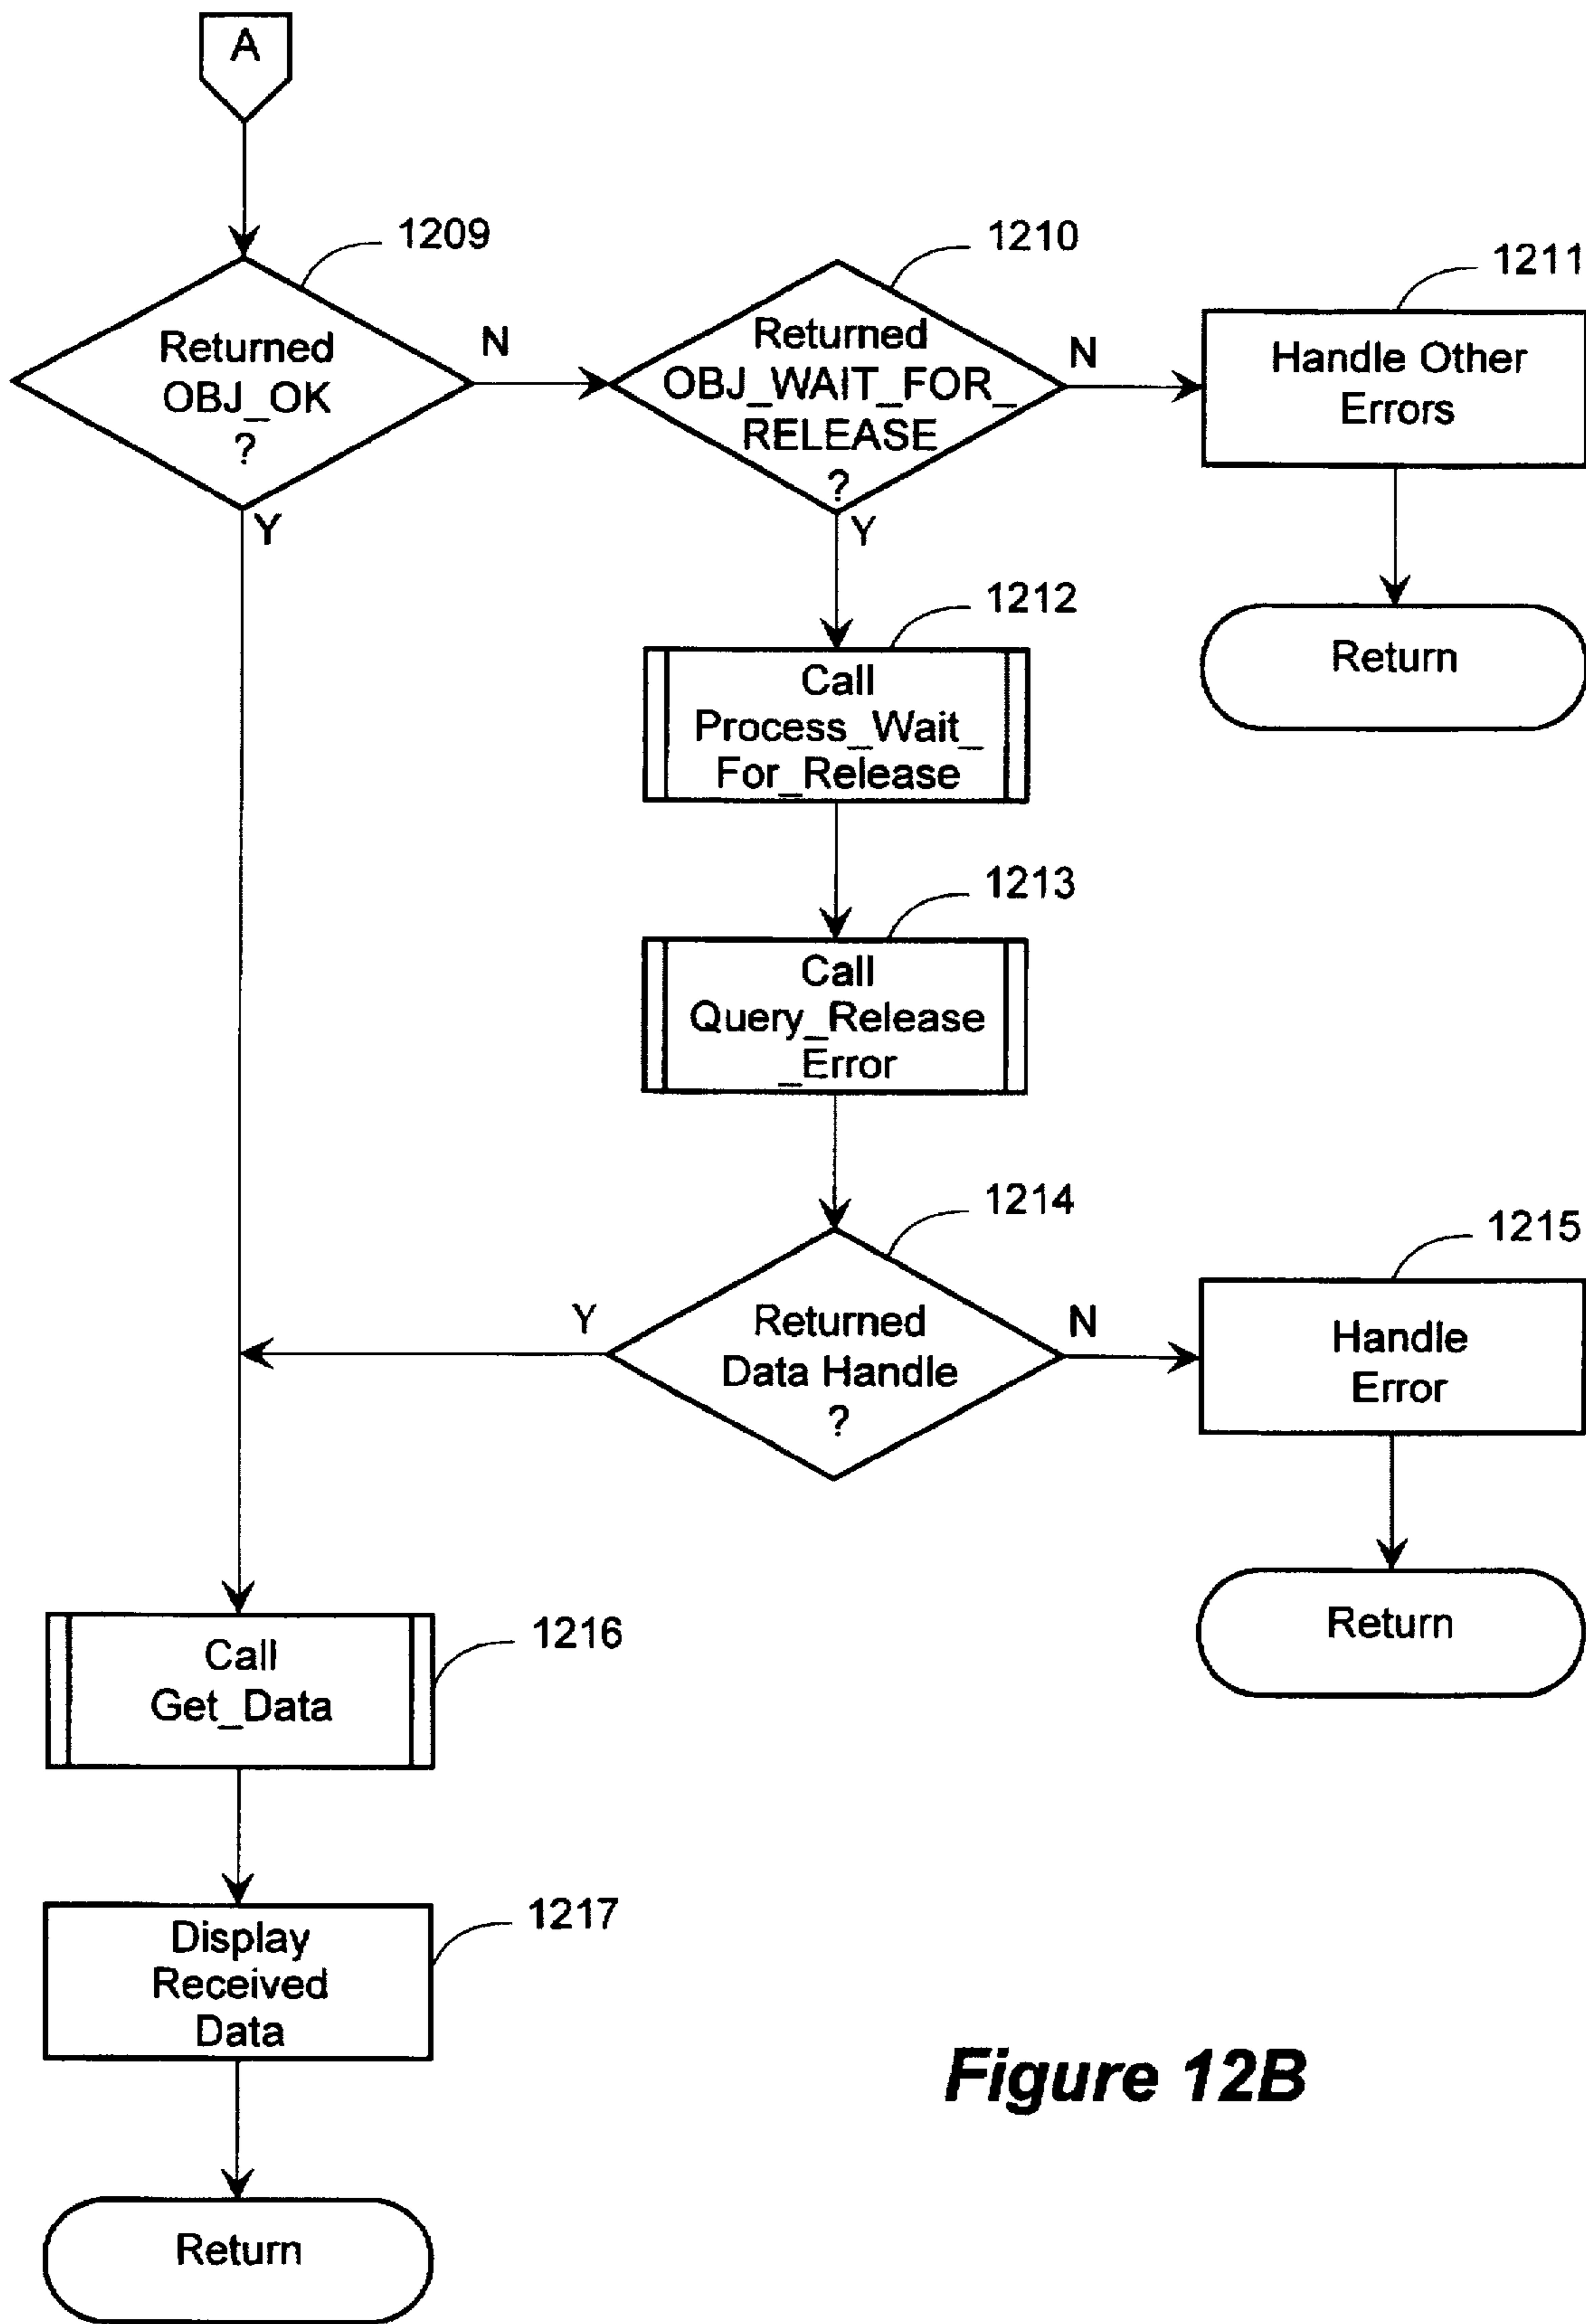 A
1209
Returned
OBJ_OK
?
N
Y
1210
Returned
OBJ_WAIT_FOR_
RELEASE
?
N
Y
1211
Handle Other
Errors
Return
1212
Call
Process_Wait_
For_Release
1213
Call
Query_Release
_Error
1214
Returned
Data Handle
?
Y
N
1215
Handle
Error
Return
1216
Call
Get_Data
1217
Display
Received
Data
Return
Figure 12B